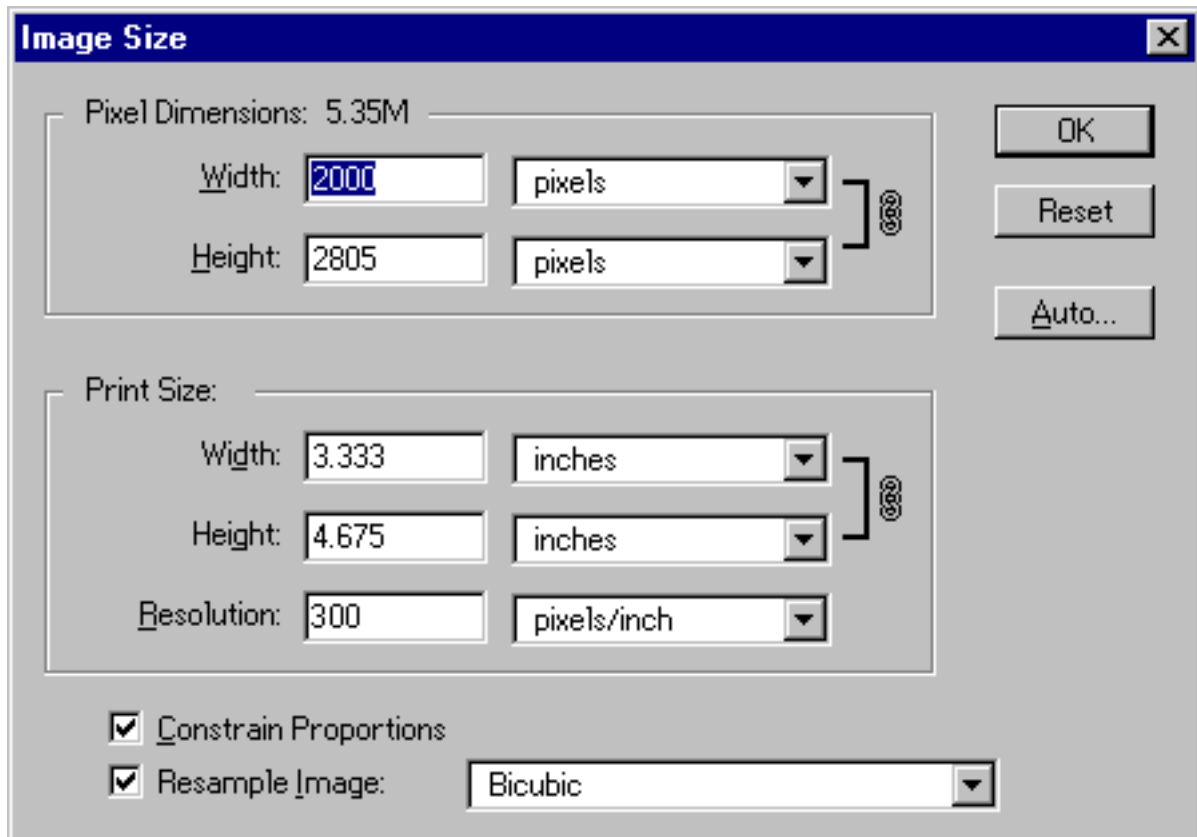 Image Size
Pixel Dimensions: 5.35M
Width: 2000 pixels
Height: 2805 pixels
OK
Reset
Auto...
Print Size:
Width: 3.333 inches
Height: 4.675 inches
Resolution: 300 pixels/inch
Constrain Proportions
Resample Image: Bicubic